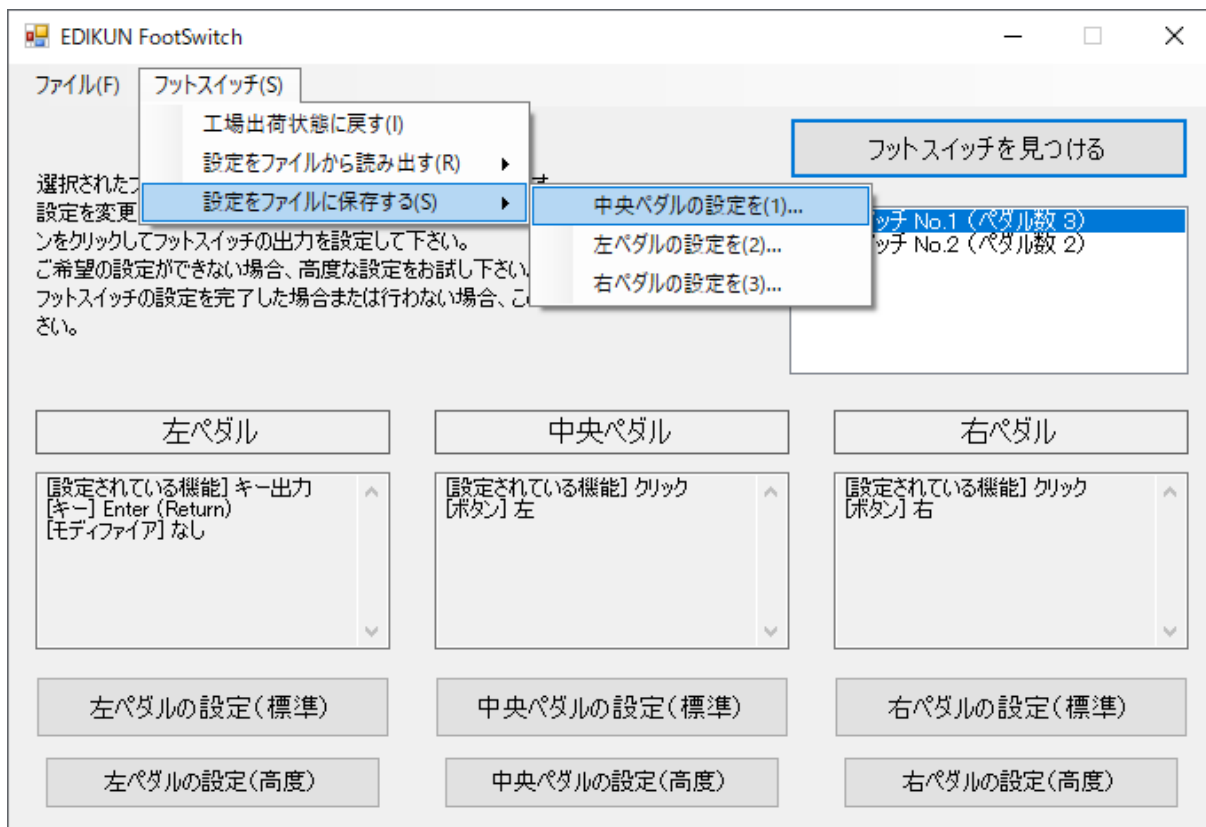 EDIKUN FootSwitch
ファイル(F)
フットスイッチ(S)
工場出荷状態に戻す(I)
設定をファイルから読み出す(R)
設定をファイルに保存する(S)
中央ペダルの設定を(1)...
左ペダルの設定を(2)...
右ペダルの設定を(3)...
フットスイッチを見つける
選択された
設定を変更
ンをクリックしてフットスイッチの出力を設定して下さい。
ご希望の設定ができない場合、高度な設定をお試し下さい
フットスイッチの設定を完了した場合または行わない場合、
さい。
ッチ No.1 (ペダル数 3)
ッチ No.2 (ペダル数 2)
左ペダル
中央ペダル
右ペダル
[設定されている機能] キー出力
[キー] Enter (Return)
[モディファイア] なし
[設定されている機能] クリック
[ボタン] 左
[設定されている機能] クリック
[ボタン] 右
左ペダルの設定(標準)
中央ペダルの設定(標準)
右ペダルの設定(標準)
左ペダルの設定(高度)
中央ペダルの設定(高度)
右ペダルの設定(高度)